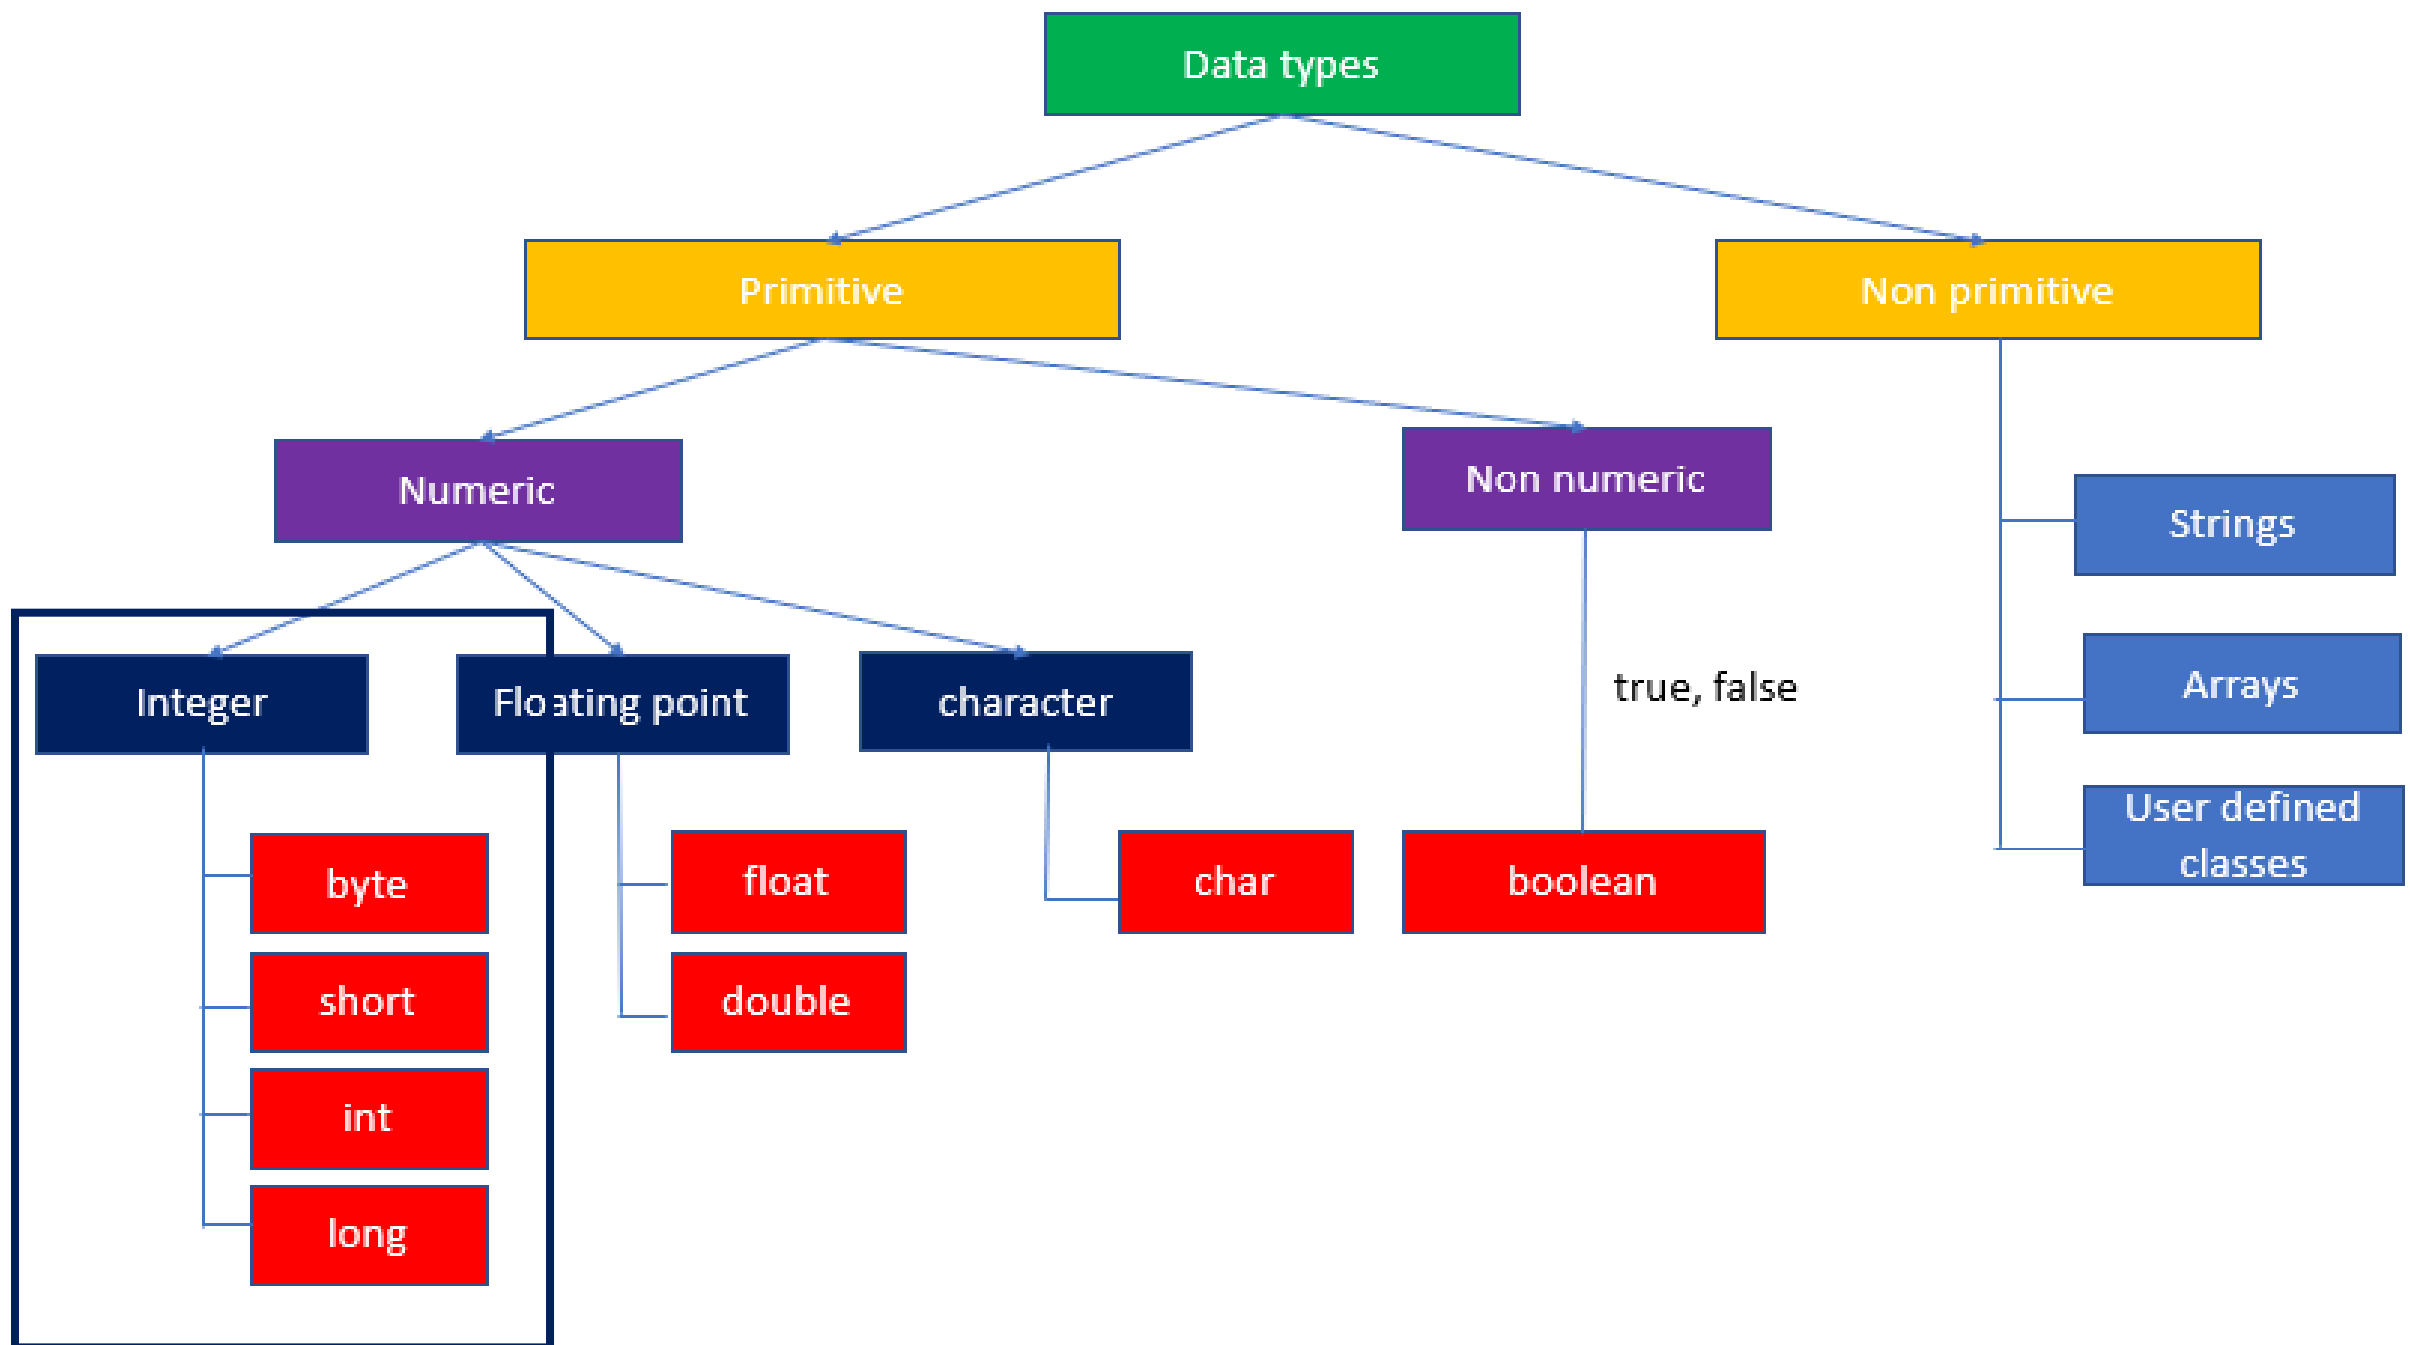 Data types
Primitive
Non primitive
Numeric
Non numeric
Strings
Integer
Floating point
character
true, false
Arrays
User defined
classes
byte
float
char
boolean
short
double
int
long